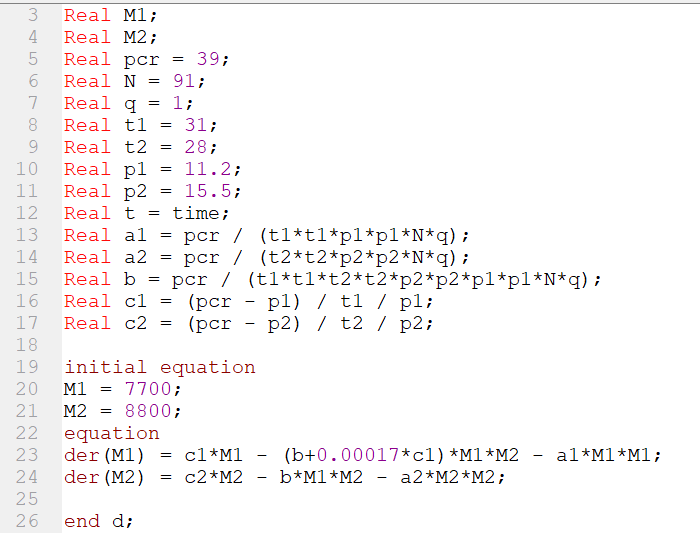 3 Real M1;
4 Real M2;
5 Real pcr = 39;
6 Real N = 91;
7 Real q = 1;
8 Real t1 = 31;
9 Real t2 = 28;
10 Real p1 = 11.2;
11 Real p2 = 15.5;
12 Real t = time;
13 Real a1 = pcr / (t1*t1*p1*p1*N*q);
14 Real a2 = pcr / (t2*t2*p2*p2*N*q);
15 Real b = pcr / (t1*t1*t2*t2*p2*p2*p1*p1*N*q);
16 Real c1 = (pcr - p1) / t1 / p1;
17 Real c2 = (pcr - p2) / t2 / p2;
18
19 initial equation
20 M1 = 7700;
21 M2 = 8800;
22 equation
23 der(M1) = c1*M1 - (b+0.00017*c1)*M1*M2 - a1*M1*M1;
24 der(M2) = c2*M2 - b*M1*M2 - a2*M2*M2;
25
26 end d;